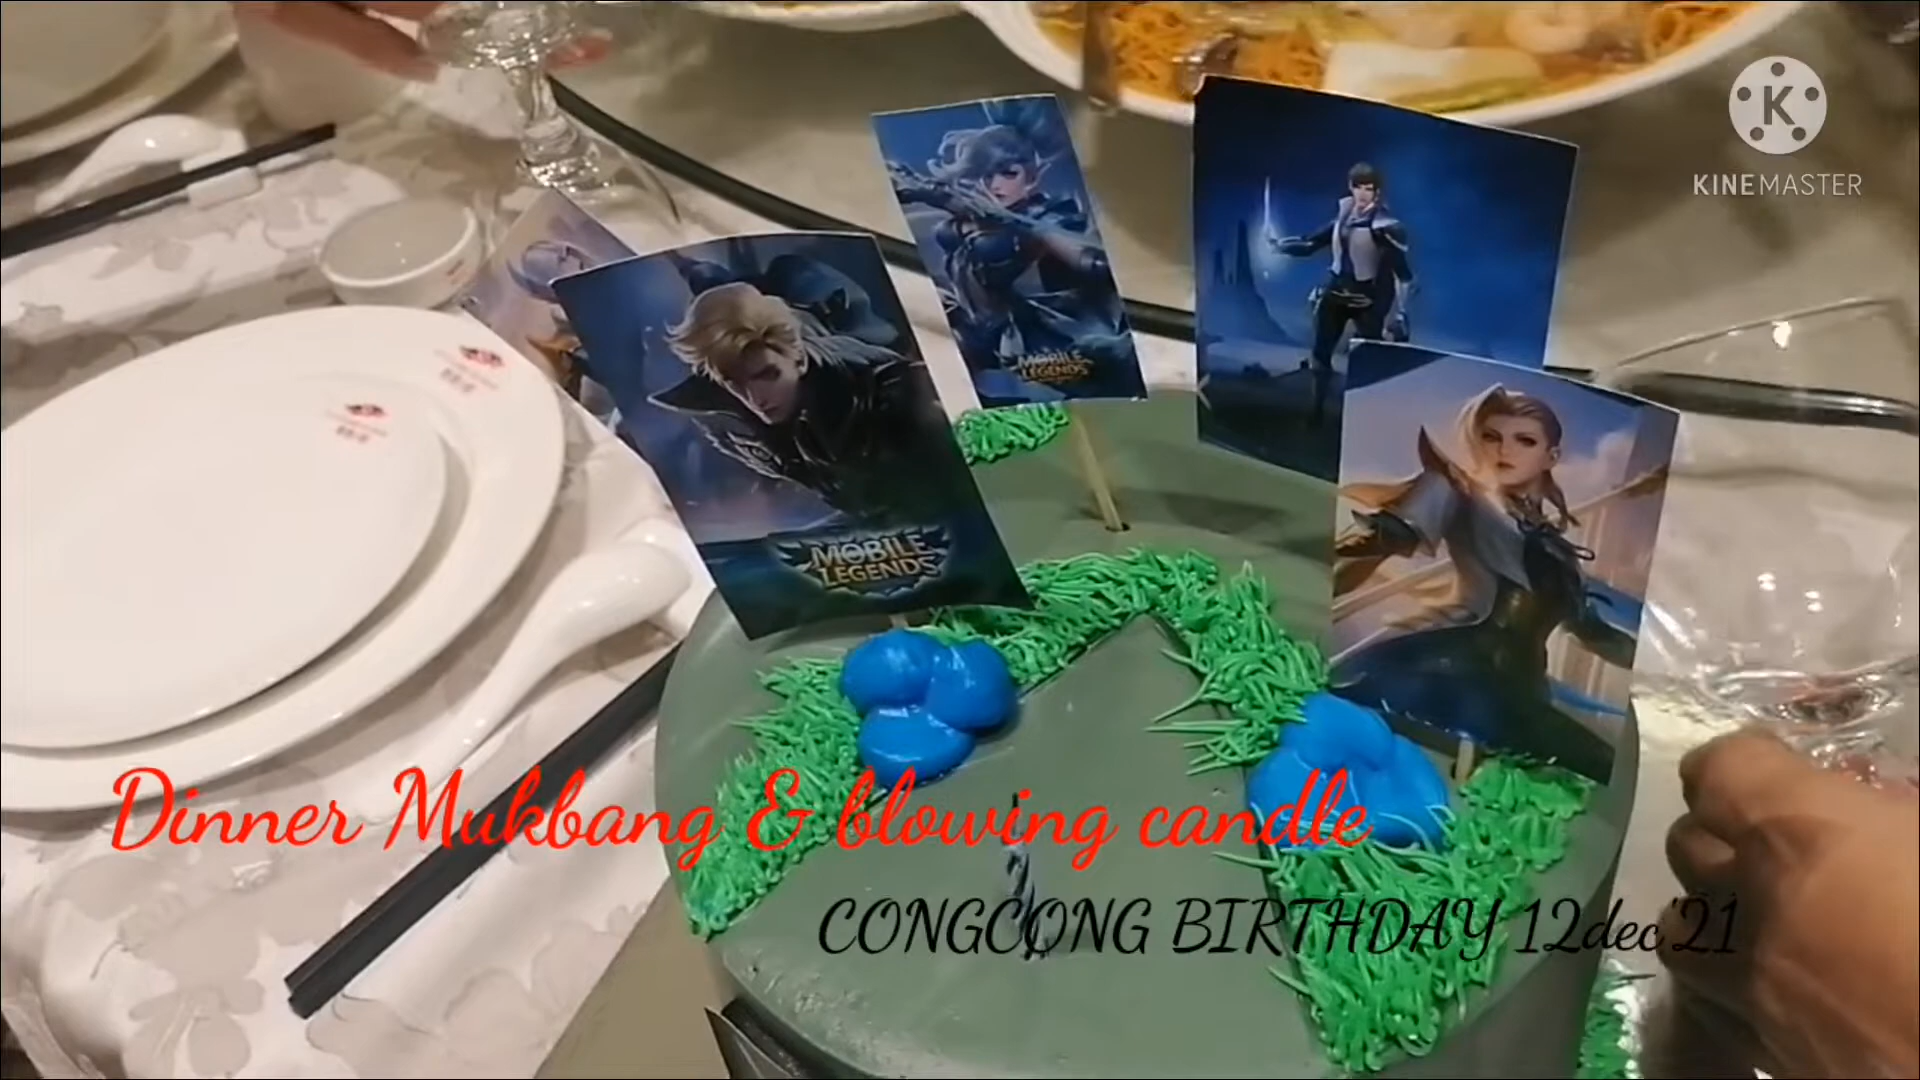 KINEMASTER
MOBILE
LEGENDS
MOBILE
LEGENDS
Dinner Mukbang & blowing candle
CONGCONG BIRTHDAY 12dec'21